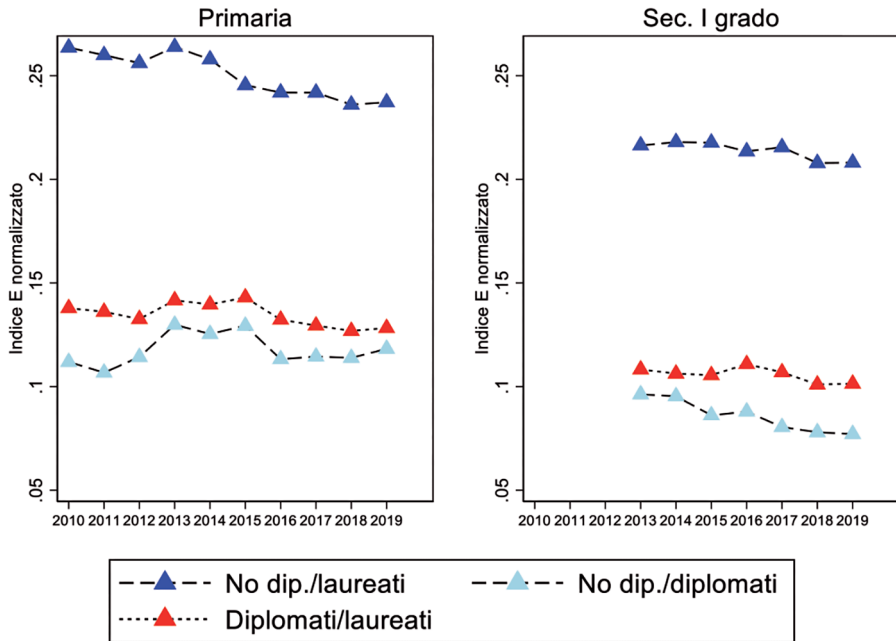 Primaria
Indice E normalizzato
.25
.2
.15
.1
.05
2010 2011 2012 2013 2014 2015 2016 2017 2018 2019
Sec. I grado
Indice E normalizzato
.25
.2
.15
.1
.05
2010 2011 2012 2013 2014 2015 2016 2017 2018 2019
No dip./laureati No dip./diplomati
Diplomati/laureati